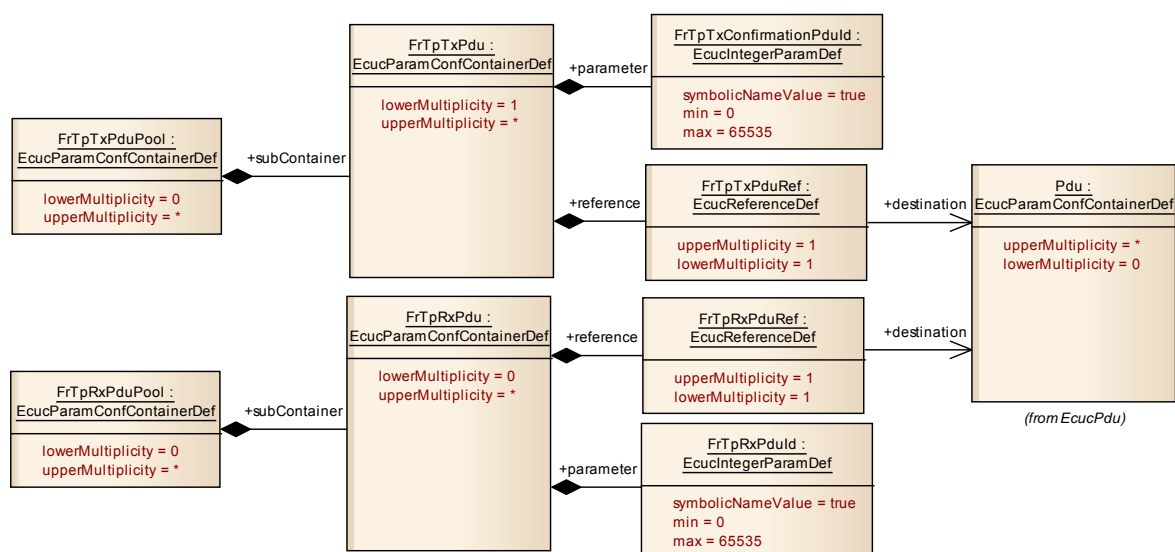 FrTpTxPduPool :
EcucParamConfContainerDef
lowerMultiplicity = 0
upperMultiplicity = *
+subContainer
FrTpTxPdu :
EcucParamConfContainerDef
lowerMultiplicity = 1
upperMultiplicity = *
+parameter
FrTpTxConfirmationPduId :
EcucIntegerParamDef
symbolicNameValue = true
min = 0
max = 65535
+reference
FrTpTxPduRef :
EcucReferenceDef
upperMultiplicity = 1
lowerMultiplicity = 1
+destination
Pdu :
EcucParamConfContainerDef
upperMultiplicity = *
lowerMultiplicity = 0
(from EcucPdu)
FrTpRxPduPool :
EcucParamConfContainerDef
lowerMultiplicity = 0
upperMultiplicity = *
+subContainer
FrTpRxPdu :
EcucParamConfContainerDef
lowerMultiplicity = 0
upperMultiplicity = *
+reference
FrTpRxPduRef :
EcucReferenceDef
upperMultiplicity = 1
lowerMultiplicity = 1
+destination
+parameter
FrTpRxPduId :
EcucIntegerParamDef
symbolicNameValue = true
min = 0
max = 65535